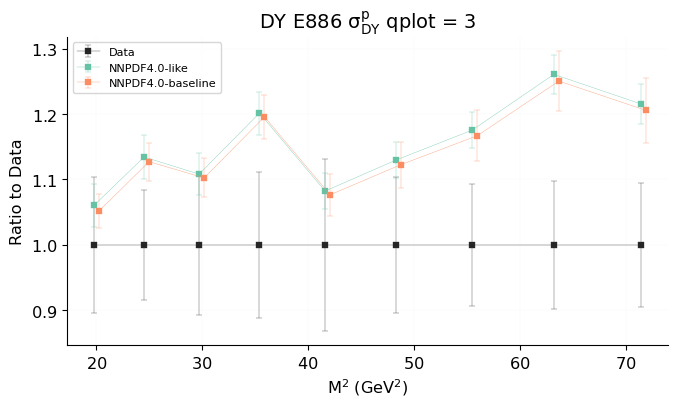 DY E886 σ^p_DY qplot = 3
Data
NNPDF4.0-like
NNPDF4.0-baseline
Ratio to Data
1.3
1.2
1.1
1.0
0.9
20 30 40 50 60 70
M² (GeV²)